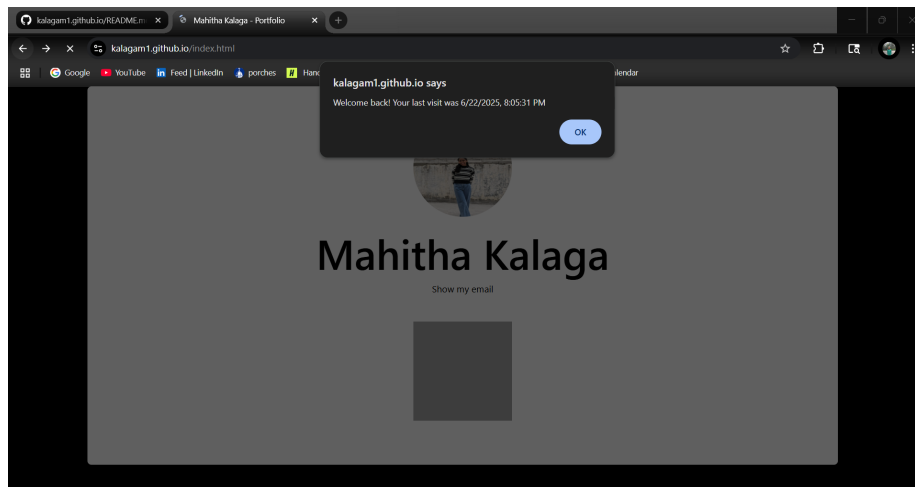 kalagam1.github.io/README.m
Mahitha Kalaga - Portfolio
kalagam1.github.io/index.html
Google YouTube Feed | LinkedIn porches
kalagam1.github.io says
Welcome back! Your last visit was 6/22/2025, 8:05:31 PM
OK
Mahitha Kalaga
Show my email